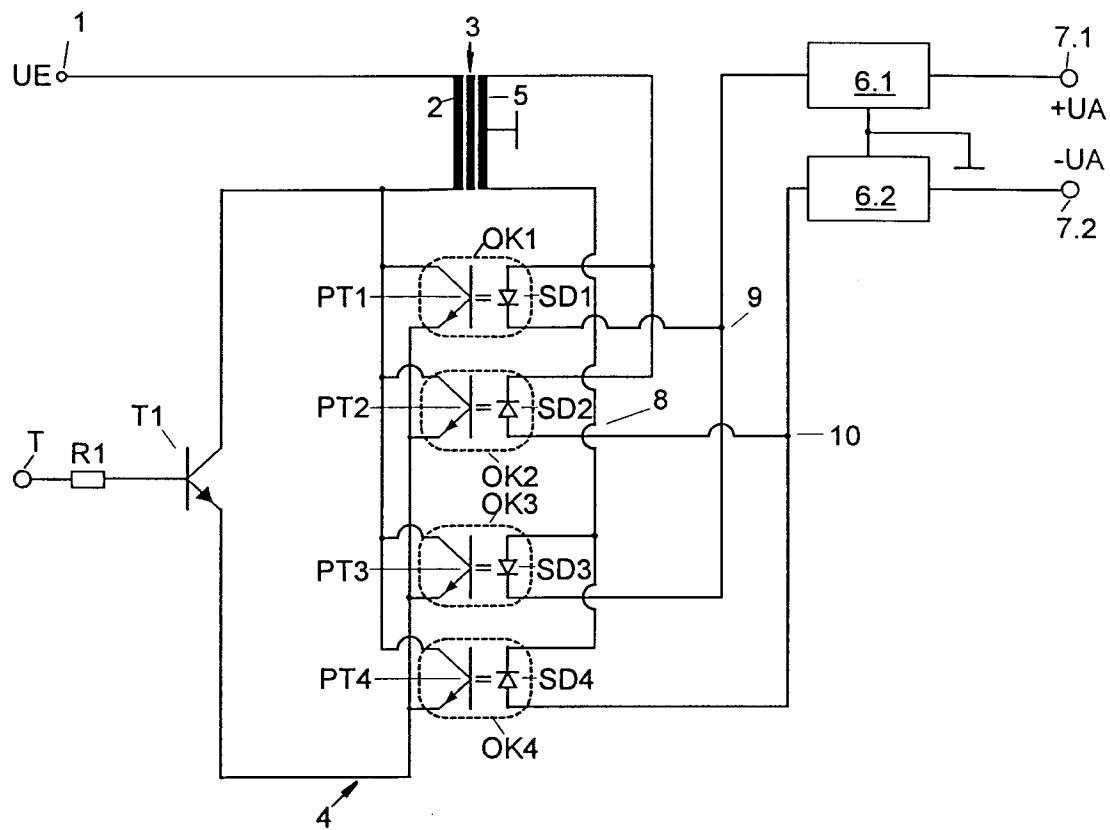 1
3
7.1
UE
2
5
6.1
+UA
-UA
6.2
7.2
OK1
PT1
=
SD1
9
PT2
=
SD2
8
T1
10
T
R1
OK2
OK3
PT3
=
SD3
PT4
=
SD4
OK4
4